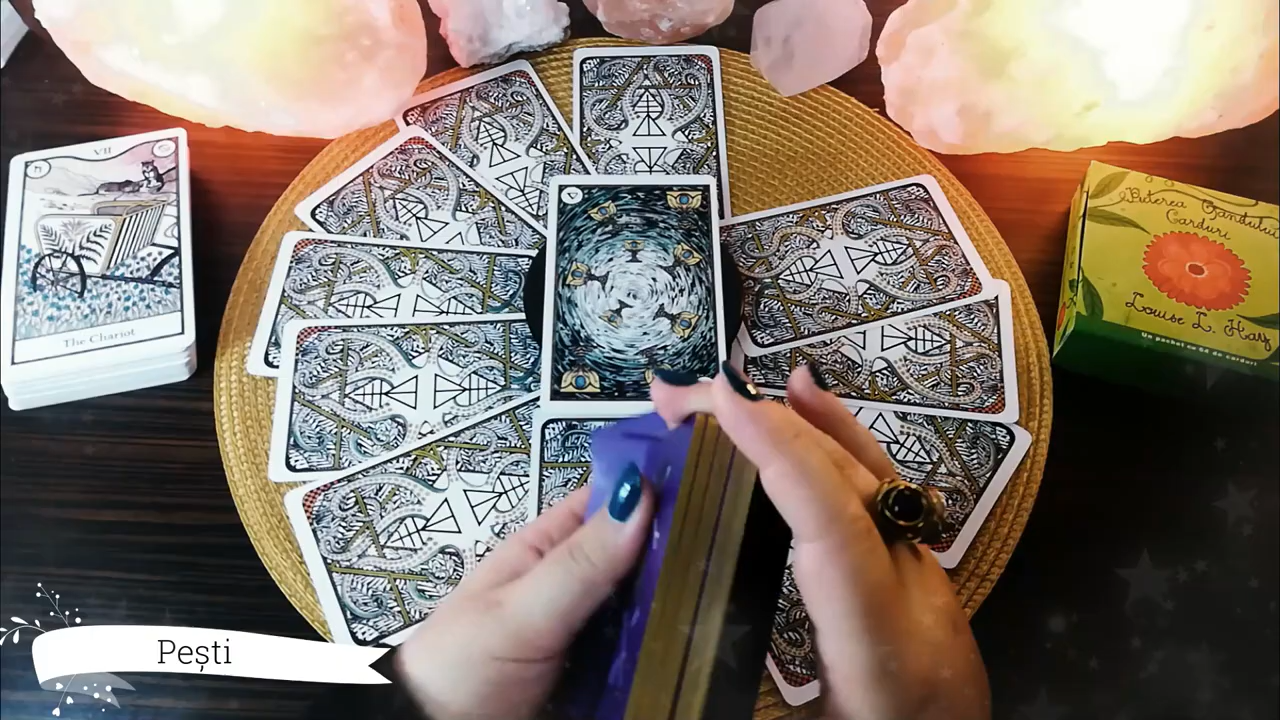 VII
The Chariot
Puterea Gândului
Carduri
Louise L. Hay
Un pachet cu 64 de carduri
Pești